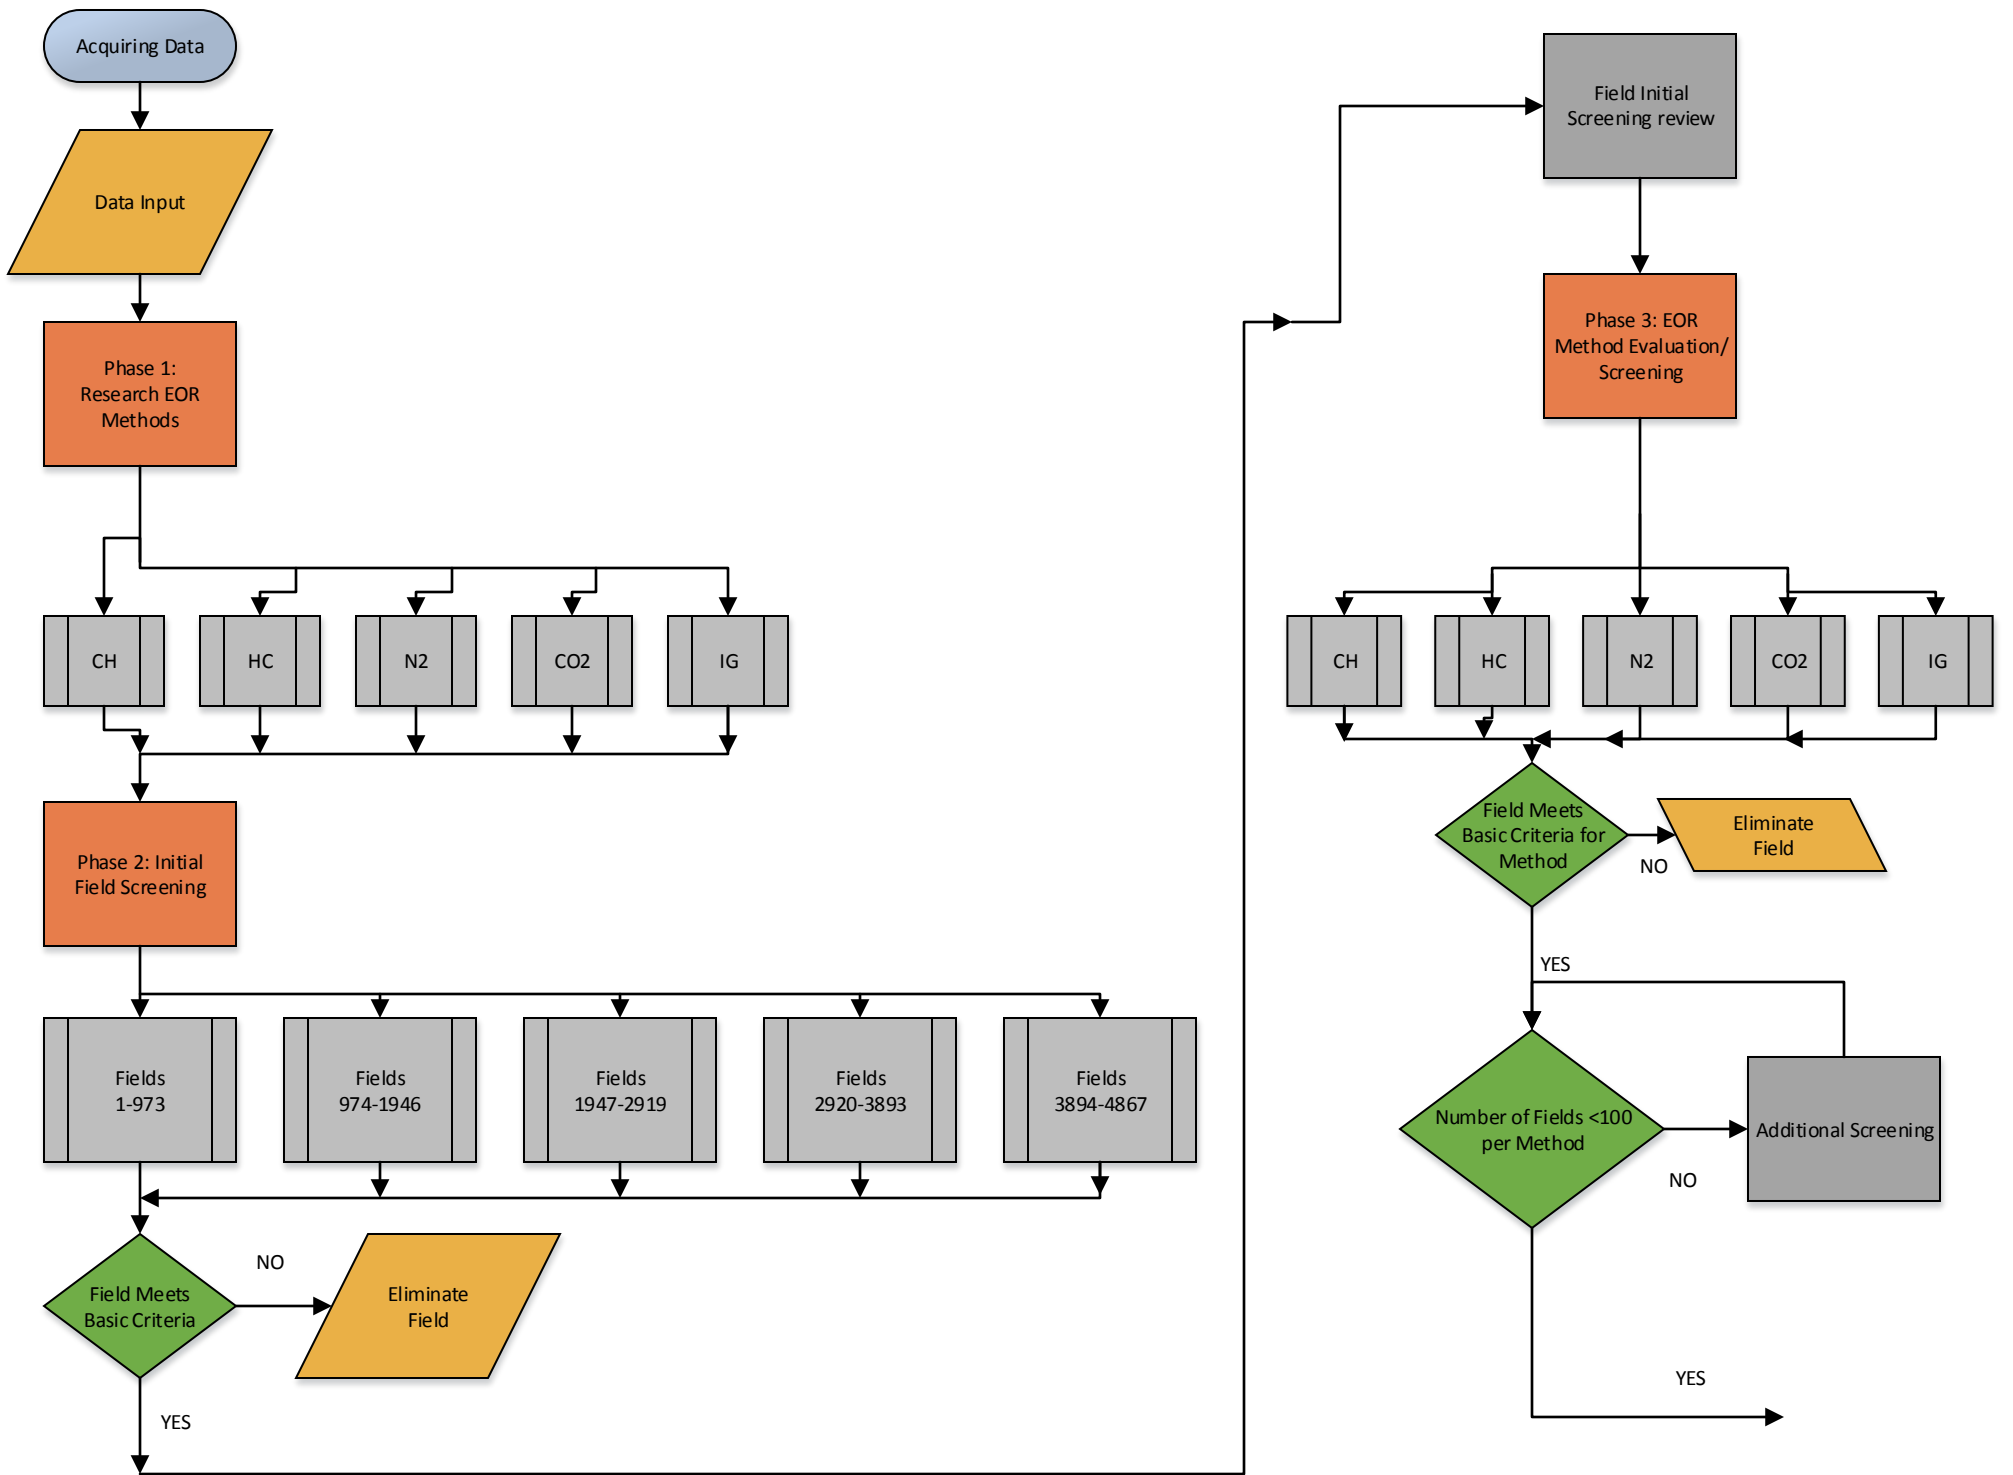 Acquiring Data
Data Input
Phase 1:
Research EOR
Methods
CH
HC
N2
CO2
IG
Phase 2: Initial
Field Screening
Fields
1-973
Fields
974-1946
Fields
1947-2919
Fields
2920-3893
Fields
3894-4867
Field Meets
Basic Criteria
NO
Eliminate
Field
YES
Field Initial
Screening review
Phase 3: EOR
Method Evaluation/
Screening
CH
HC
N2
CO2
IG
Field Meets
Basic Criteria for
Method
NO
Eliminate
Field
YES
Number of Fields <100
per Method
NO
Additional Screening
YES